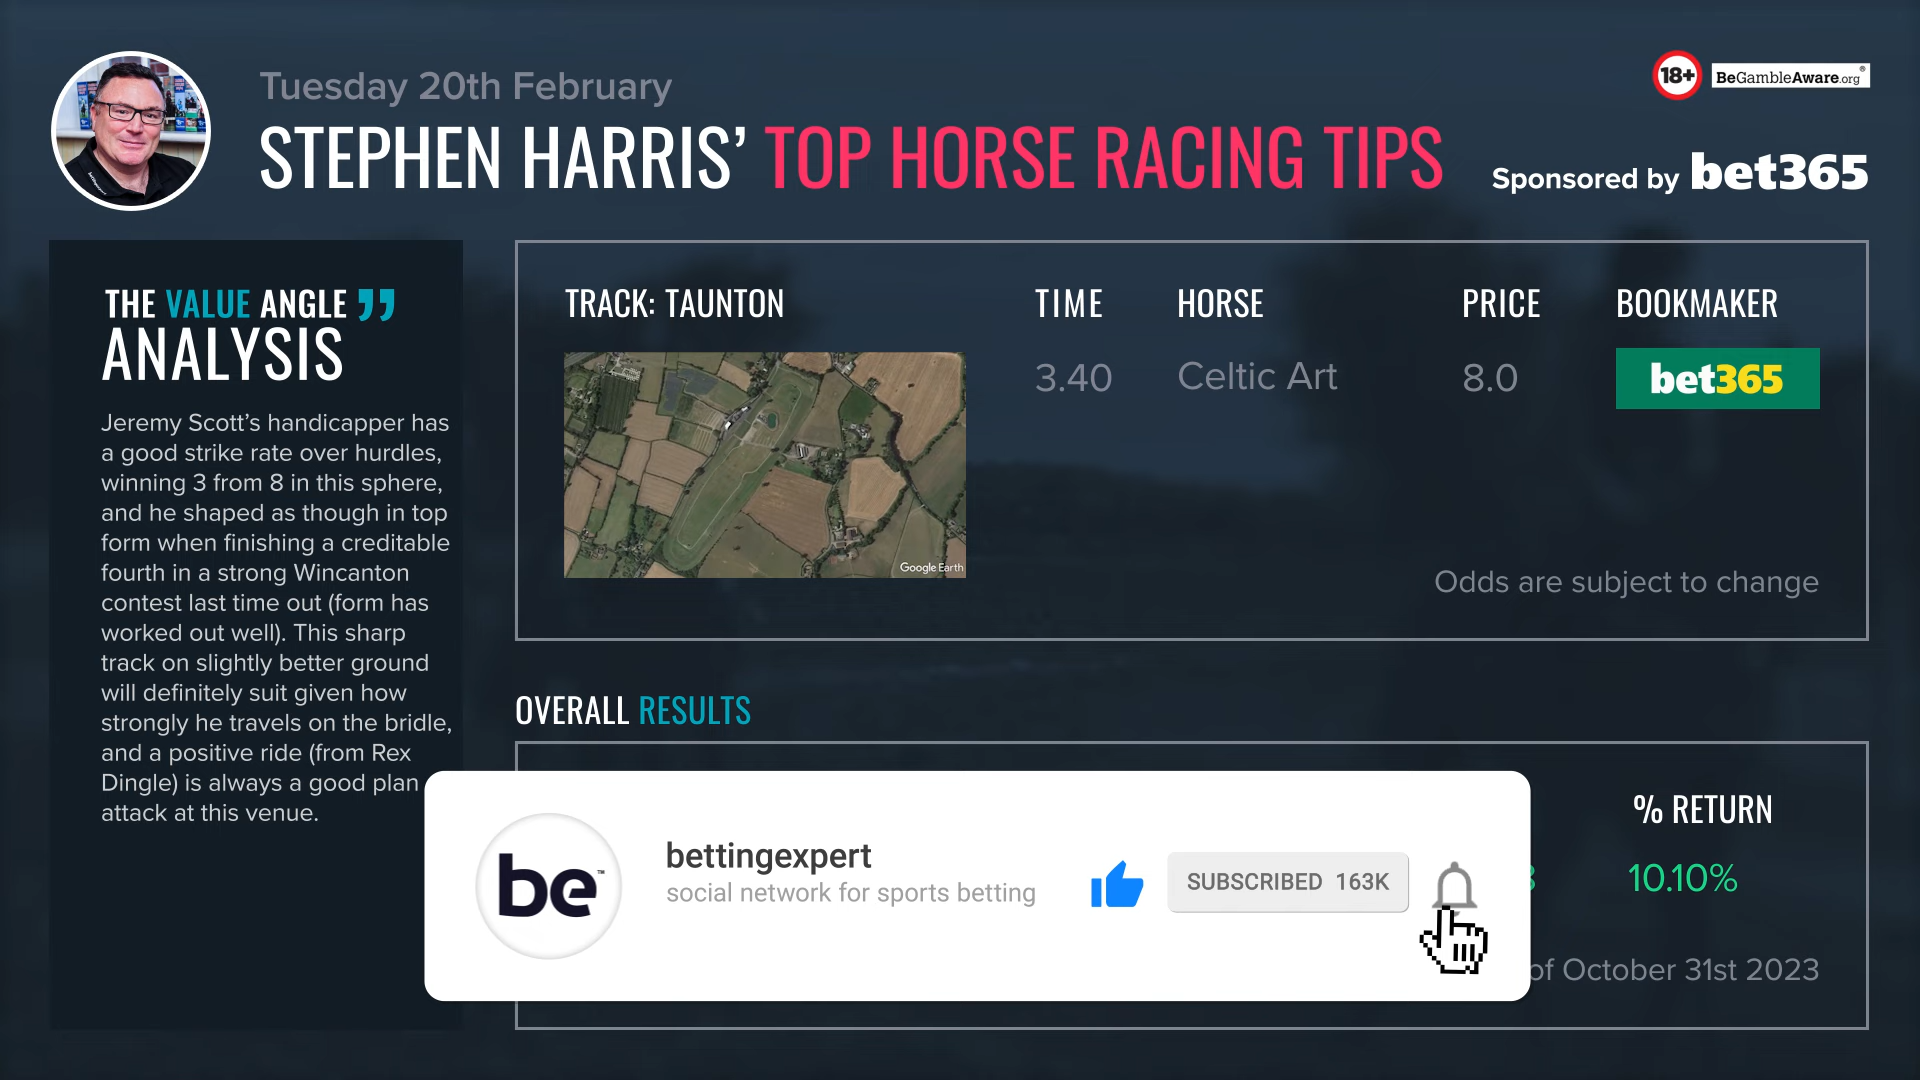 Tuesday 20th February
STEPHEN HARRIS’ TOP HORSE RACING TIPS
18+
BeGambleAware.org®
Sponsored by bet365
THE VALUE ANGLE ”
ANALYSIS
Jeremy Scott’s handicapper has
a good strike rate over hurdles,
winning 3 from 8 in this sphere,
and he shaped as though in top
form when finishing a creditable
fourth in a strong Wincanton
contest last time out (form has
worked out well). This sharp
track on slightly better ground
will definitely suit given how
strongly he travels on the bridle,
and a positive ride (from Rex
Dingle) is always a good plan
attack at this venue.
TRACK: TAUNTON
TIME HORSE PRICE BOOKMAKER
3.40 Celtic Art 8.0 bet365
Google Earth
Odds are subject to change
OVERALL RESULTS
% RETURN
10.10%
of October 31st 2023
be™
bettingexpert
social network for sports betting
SUBSCRIBED 163K